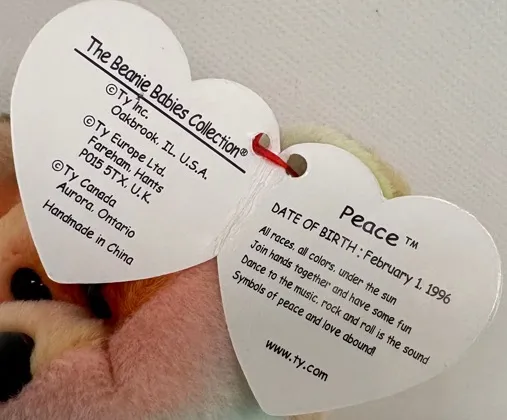 The Beanie Babies Collection®
©Ty Inc.
Oakbrook, IL, U.S.A.
©Ty Europe Ltd.
Fareham, Hants
PO15 5TX, U.K.
©Ty Canada
Aurora, Ontario
Handmade in China
Peace™
DATE OF BIRTH : February 1, 1996
All races, all colors, under the sun
Join hands together and have some fun
Dance to the music, rock and roll is the sound
Symbols of peace and love abound!
www.ty.com